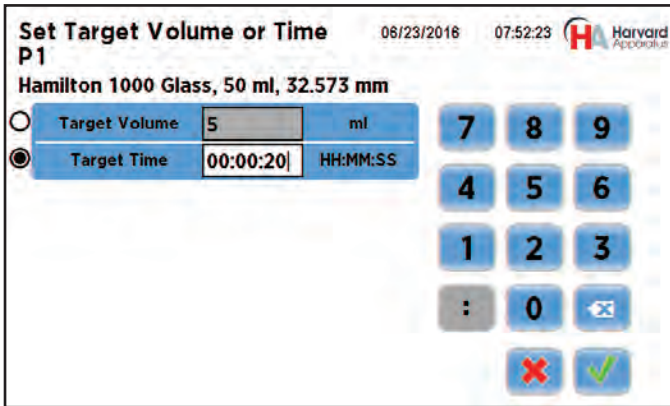 Set Target Volume or Time 06/23/2016 07:52:23 HA Harvard Apparatus
P1
Hamilton 1000 Glass, 50 ml, 32.573 mm
Target Volume 5 ml
Target Time 00:00:20 HH:MM:SS
7 8 9
4 5 6
1 2 3
: 0